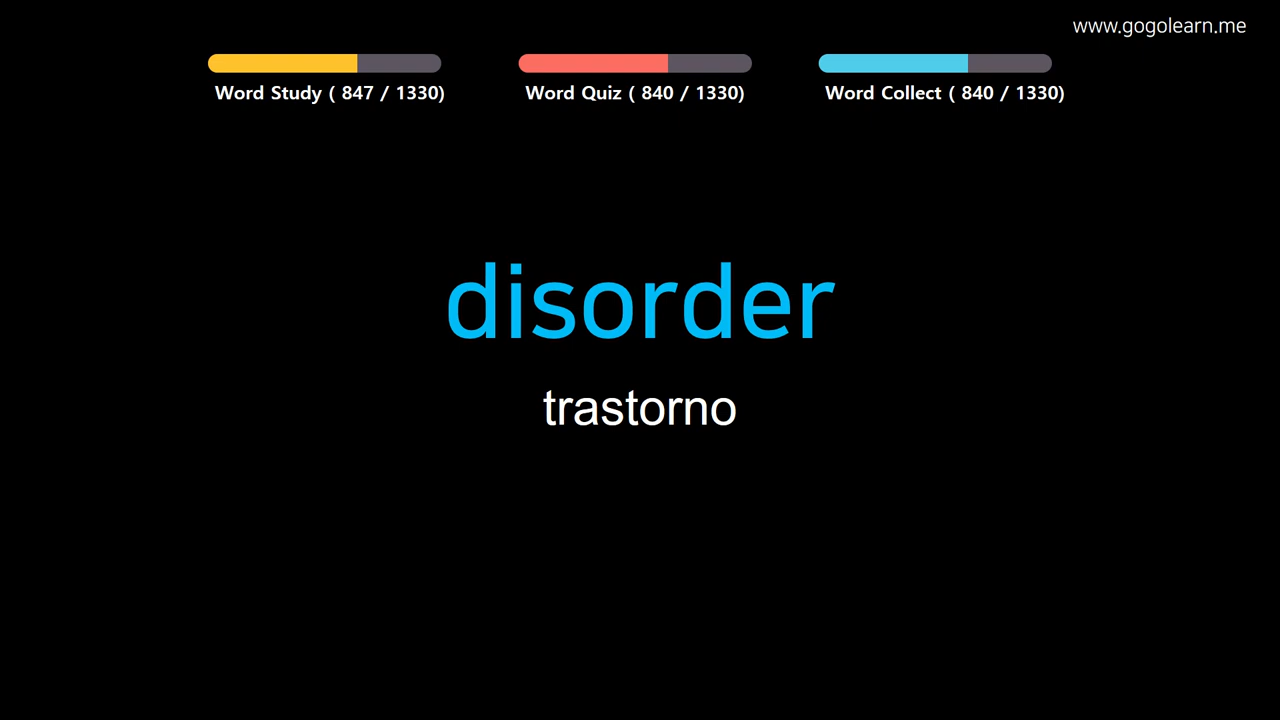 www.gogolearn.me
Word Study ( 847 / 1330)
Word Quiz ( 840 / 1330)
Word Collect ( 840 / 1330)
disorder
trastorno